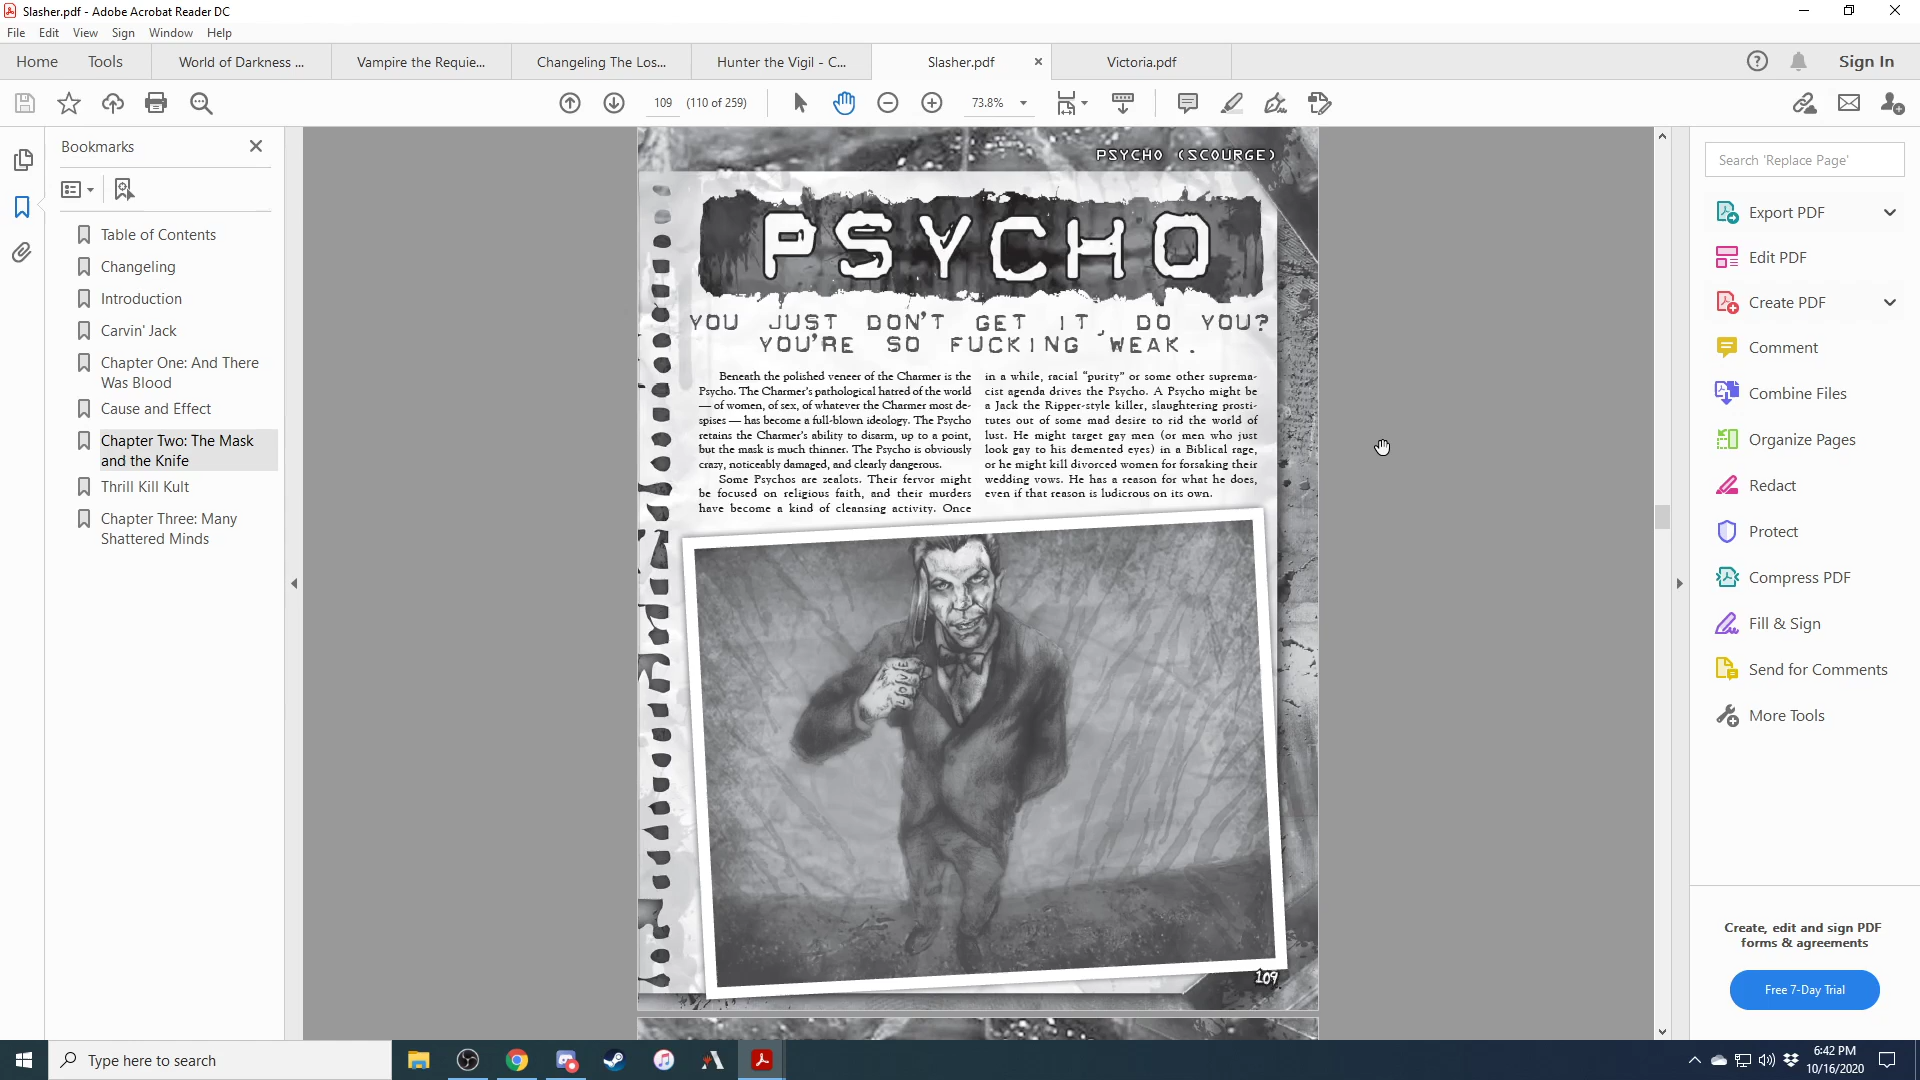 Slasher.pdf - Adobe Acrobat Reader DC
File Edit View Sign Window Help
Home Tools World of Darkness ... Vampire the Requie... Changeling The Los... Hunter the Vigil - C... Slasher.pdf Victoria.pdf Sign In
109 (110 of 259) 73.8%
Bookmarks
Table of Contents
Changeling
Introduction
Carvin' Jack
Chapter One: And There
Was Blood
Cause and Effect
Chapter Two: The Mask
and the Knife
Thrill Kill Kult
Chapter Three: Many
Shattered Minds
PSYCHO (SCOURGE)
PSYCHO
YOU JUST DON'T GET IT, DO YOU?
YOU'RE SO FUCKING WEAK.
Beneath the polished veneer of the Charmer is the
Psycho. The Charmer's pathological hatred of the world
— of women, of sex, of whatever the Charmer most de-
spises — has become a full-blown ideology. The Psycho
retains the Charmer's ability to disarm, up to a point,
but the mask is much thinner. The Psycho is obviously
crazy, noticeably damaged, and clearly dangerous.
Some Psychos are zealots. Their fervor might
be focused on religious faith, and their murders
have become a kind of cleansing activity. Once
in a while, racial “purity” or some other suprema-
cist agenda drives the Psycho. A Psycho might be
a Jack the Ripper-style killer, slaughtering prosti-
tutes out of some mad desire to rid the world of
lust. He might target gay men (or men who just
look gay to his demented eyes) in a Biblical rage,
or he might kill divorced women for forsaking their
wedding vows. He has a reason for what he does,
even if that reason is ludicrous on its own.
LOVE
109
Search 'Replace Page'
Export PDF
Edit PDF
Create PDF
Comment
Combine Files
Organize Pages
Redact
Protect
Compress PDF
Fill & Sign
Send for Comments
More Tools
Create, edit and sign PDF
forms & agreements
Free 7-Day Trial
Type here to search
6:42 PM
10/16/2020